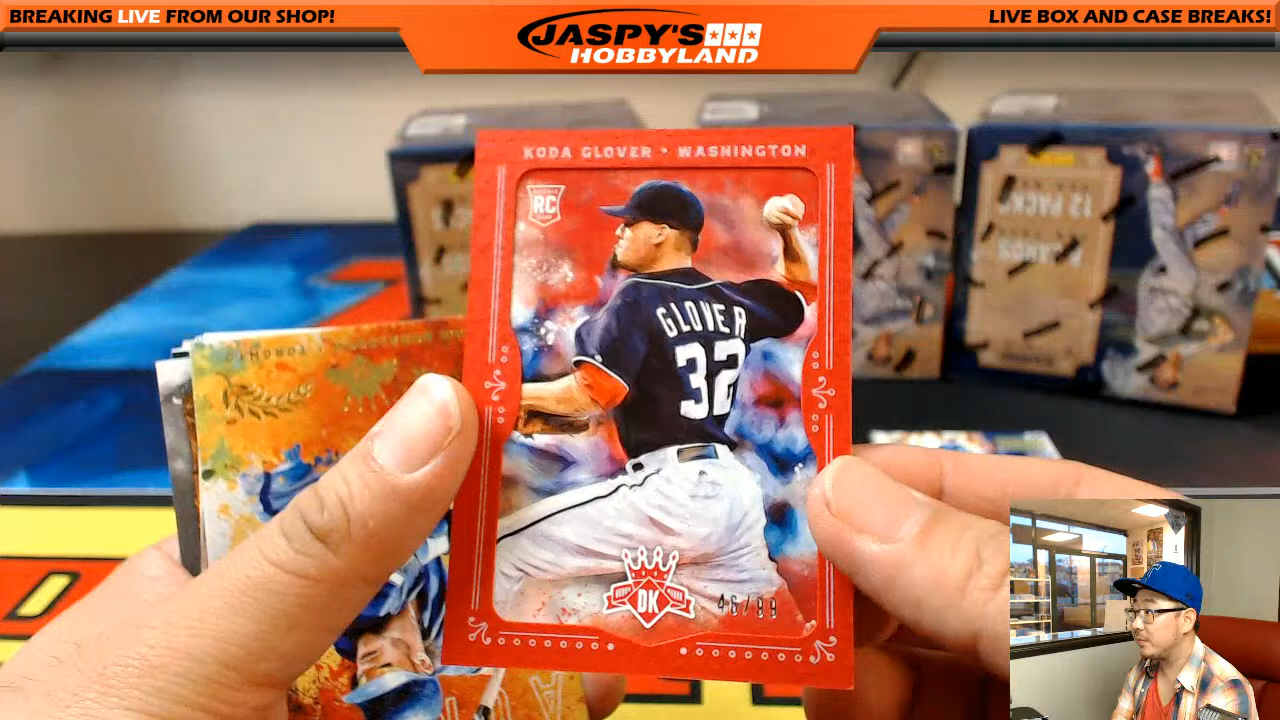 BREAKING LIVE FROM OUR SHOP!
JASPY'S
HOBBYLAND
LIVE BOX AND CASE BREAKS!
KODA GLOVER • WASHINGTON
RC
GLOVER
32
DK
46/99
12 PACKS
CARDS